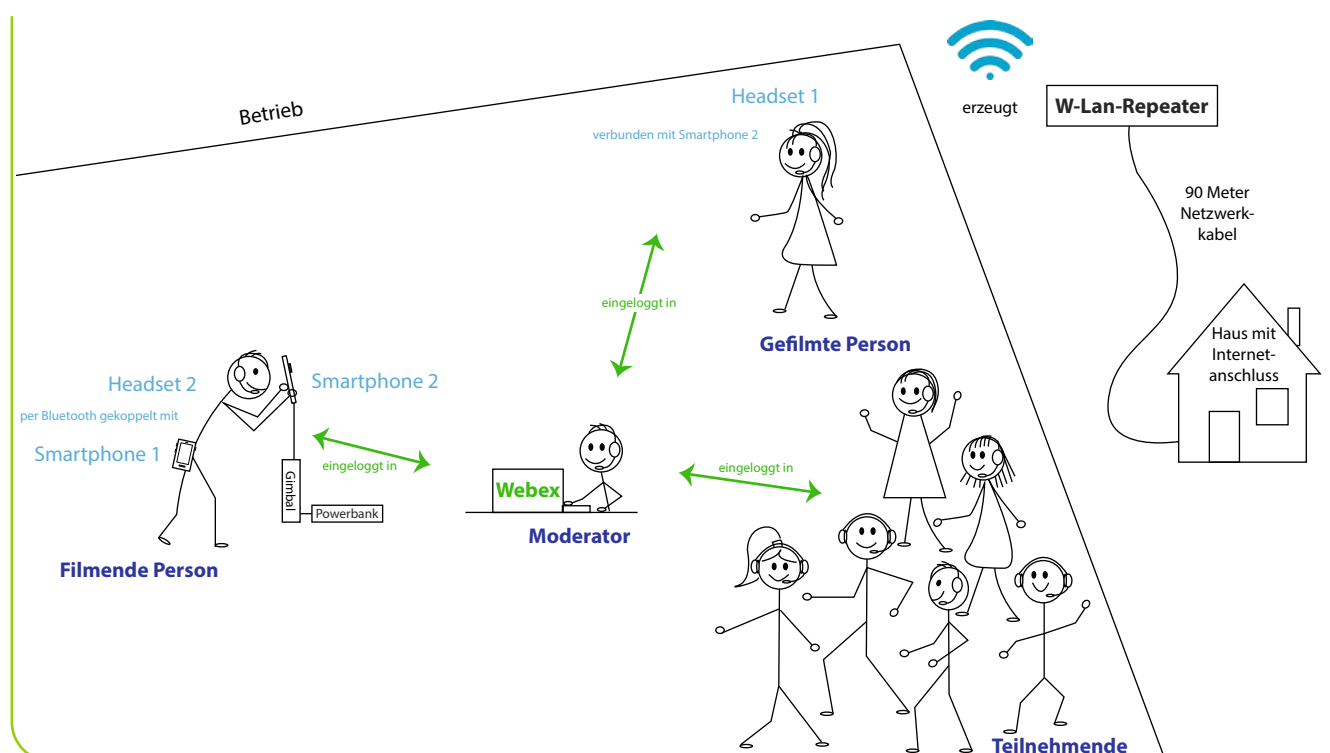 Betrieb
Headset 1
verbunden mit Smartphone 2
erzeugt
W-Lan-Repeater
90 Meter
Netzwerk-
kabel
Haus mit
Internet-
anschluss
eingeloggt in
Gefilmte Person
Headset 2
per Bluetooth gekoppelt mit
Smartphone 1
Smartphone 2
eingeloggt in
Gimbal
Powerbank
Filmende Person
Webex
Moderator
eingeloggt in
Teilnehmende